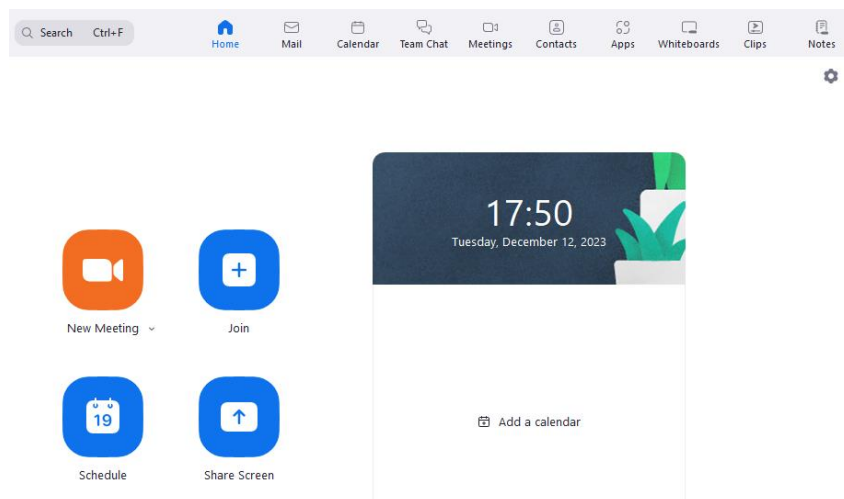 Search Ctrl+F
Home Mail Calendar Team Chat Meetings Contacts Apps Whiteboards Clips Notes
17:50
Tuesday, December 12, 2023
New Meeting
Join
19
Schedule
Share Screen
Add a calendar